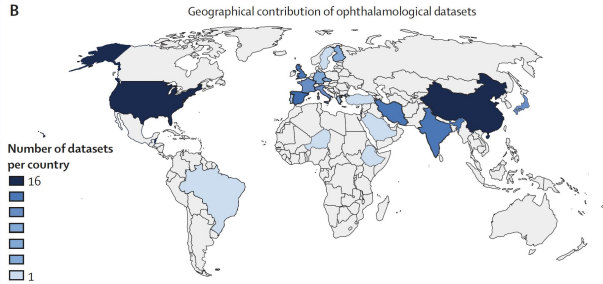 B
Geographical contribution of ophthalamological datasets
Number of datasets
per country
16
1